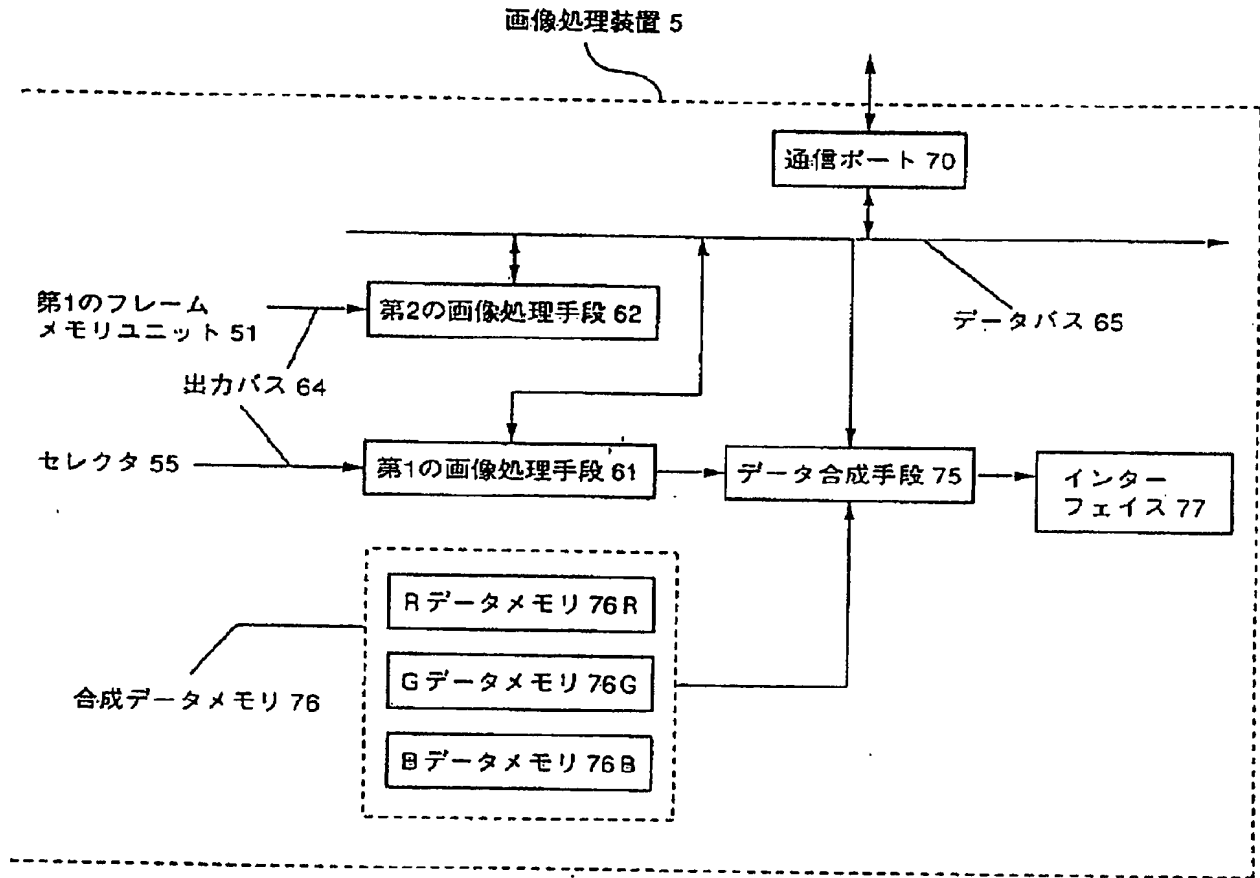 画像処理装置 5
通信ポート 70
第1のフレーム
メモリユニット 51
第2の画像処理手段 62
データバス 65
出力バス 64
セレクタ 55
第1の画像処理手段 61
データ合成手段 75
インター
フェイス 77
Rデータメモリ 76R
Gデータメモリ 76G
Bデータメモリ 76B
合成データメモリ 76